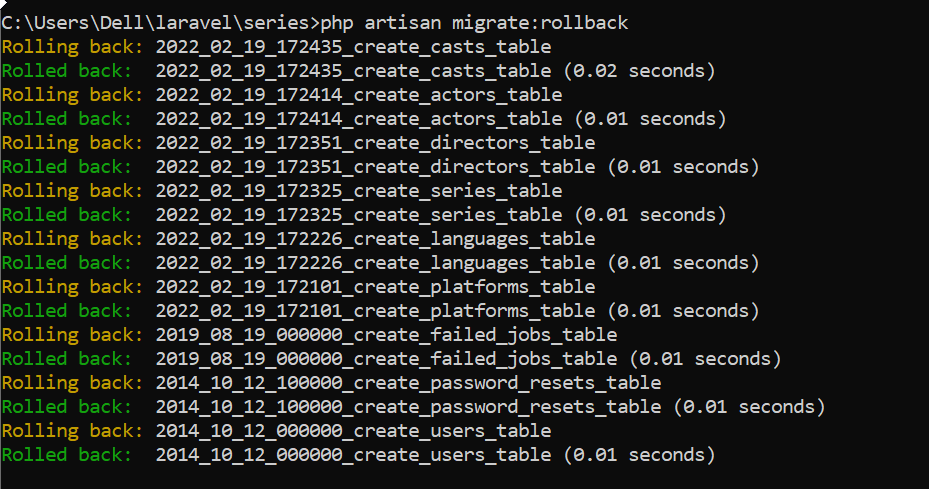 C:\Users\Dell\laravel\series>php artisan migrate:rollback
Rolling back: 2022_02_19_172435_create_casts_table
Rolled back:  2022_02_19_172435_create_casts_table (0.02 seconds)
Rolling back: 2022_02_19_172414_create_actors_table
Rolled back:  2022_02_19_172414_create_actors_table (0.01 seconds)
Rolling back: 2022_02_19_172351_create_directors_table
Rolled back:  2022_02_19_172351_create_directors_table (0.01 seconds)
Rolling back: 2022_02_19_172325_create_series_table
Rolled back:  2022_02_19_172325_create_series_table (0.01 seconds)
Rolling back: 2022_02_19_172226_create_languages_table
Rolled back:  2022_02_19_172226_create_languages_table (0.01 seconds)
Rolling back: 2022_02_19_172101_create_platforms_table
Rolled back:  2022_02_19_172101_create_platforms_table (0.01 seconds)
Rolling back: 2019_08_19_000000_create_failed_jobs_table
Rolled back:  2019_08_19_000000_create_failed_jobs_table (0.01 seconds)
Rolling back: 2014_10_12_100000_create_password_resets_table
Rolled back:  2014_10_12_100000_create_password_resets_table (0.01 seconds)
Rolling back: 2014_10_12_000000_create_users_table
Rolled back:  2014_10_12_000000_create_users_table (0.01 seconds)